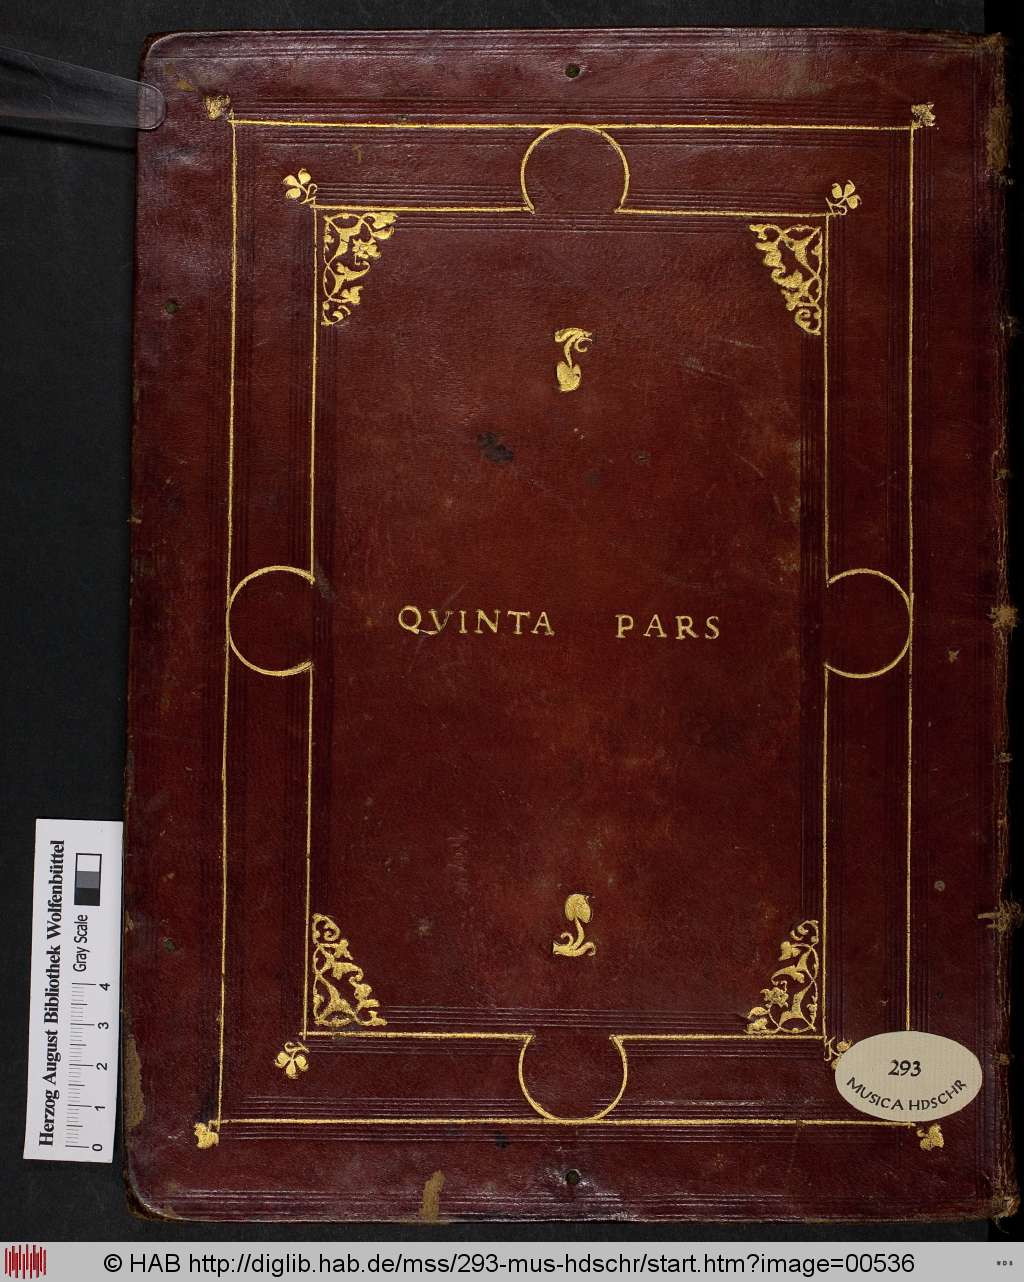 QVINTA PARS
293
MUSICA HDSCHR
Herzog August Bibliothek Wolfenbüttel
Gray Scale
0 1 2 3 4
© HAB http://diglib.hab.de/mss/293-mus-hdschr/start.htm?image=00536
WDB